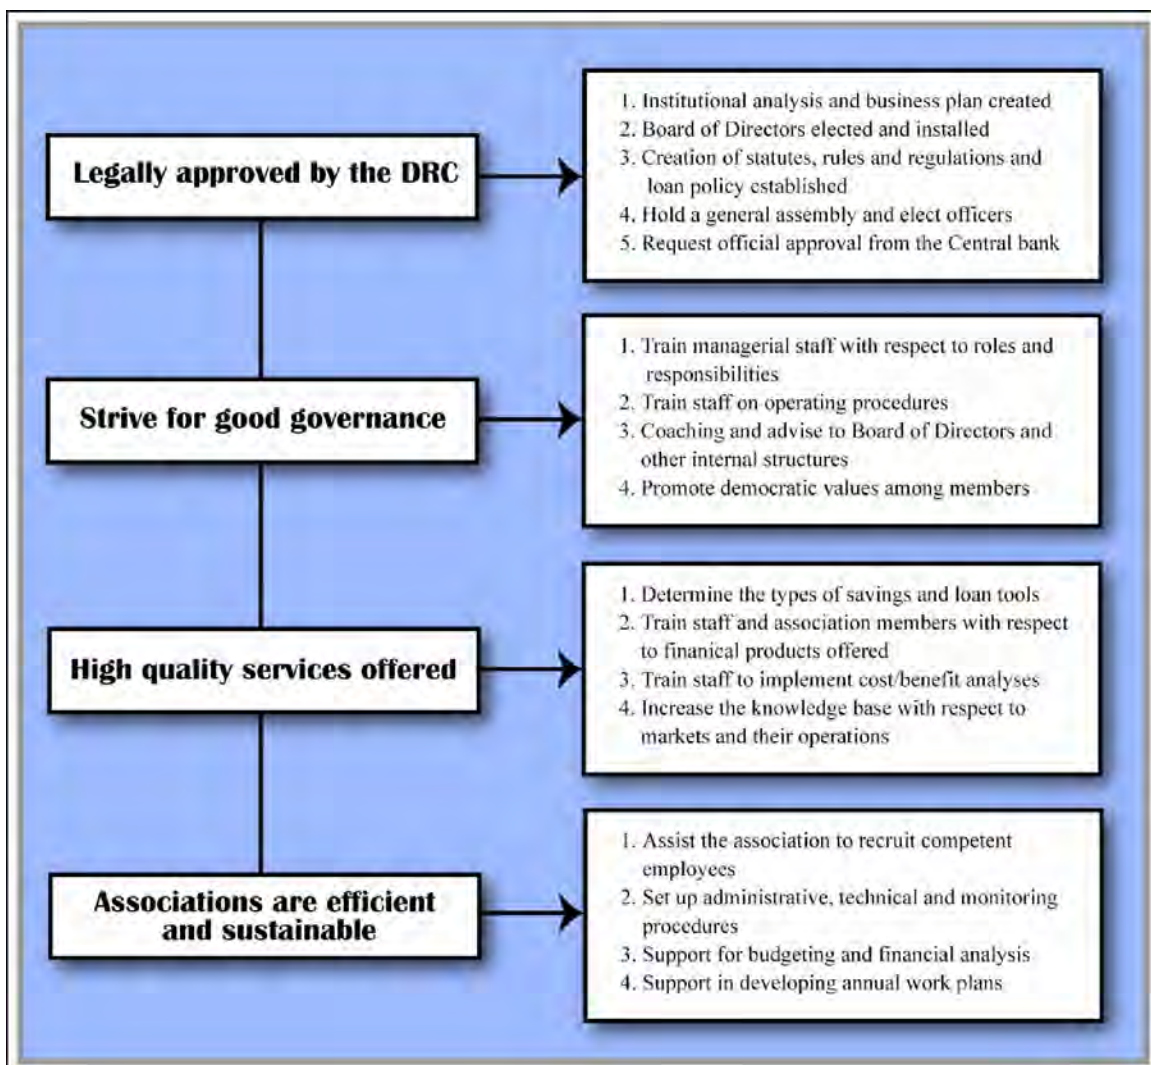 Legally approved by the DRC
1. Institutional analysis and business plan created
2. Board of Directors elected and installed
3. Creation of statutes, rules and regulations and
loan policy established
4. Hold a general assembly and elect officers
5. Request official approval from the Central bank
Strive for good governance
1. Train managerial staff with respect to roles and
responsibilities
2. Train staff on operating procedures
3. Coaching and advise to Board of Directors and
other internal structures
4. Promote democratic values among members
High quality services offered
1. Determine the types of savings and loan tools
2. Train staff and association members with respect
to finanical products offered
3. Train staff to implement cost/benefit analyses
4. Increase the knowledge base with respect to
markets and their operations
Associations are efficient
and sustainable
1. Assist the association to recruit competent
employees
2. Set up administrative, technical and monitoring
procedures
3. Support for budgeting and financial analysis
4. Support in developing annual work plans